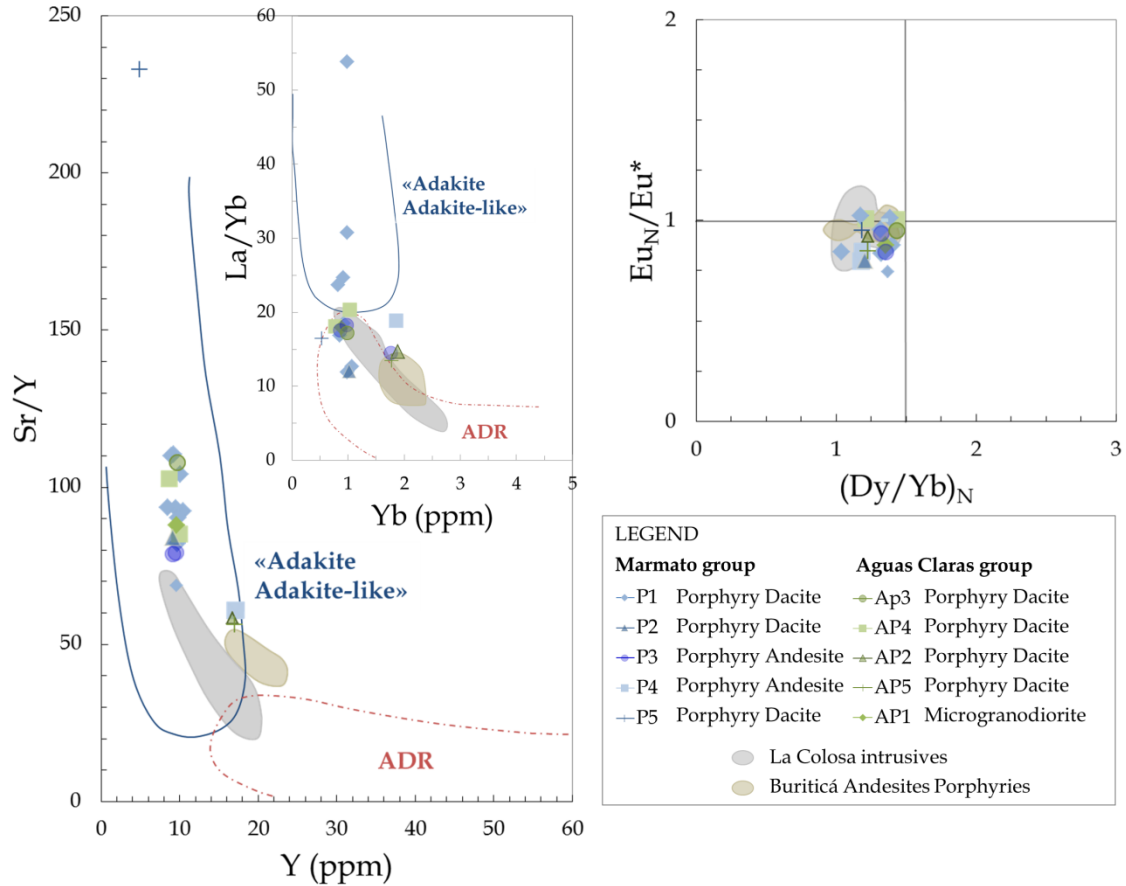 250
200
150
100
50
0
Sr/Y
0 10 20 30 40 50 60
Y (ppm)
«Adakite
Adakite-like»
ADR
60
50
40
30
20
10
0
La/Yb
0 1 2 3 4 5
Yb (ppm)
«Adakite
Adakite-like»
ADR
2
1
0
EuN/Eu*
0 1 2 3
(Dy/Yb)N
LEGEND
Marmato group Aguas Claras group
P1 Porphyry Dacite Ap3 Porphyry Dacite
P2 Porphyry Dacite AP4 Porphyry Dacite
P3 Porphyry Andesite AP2 Porphyry Dacite
P4 Porphyry Andesite AP5 Porphyry Dacite
P5 Porphyry Dacite AP1 Microgranodiorite
La Colosa intrusives
Buriticá Andesites Porphyries